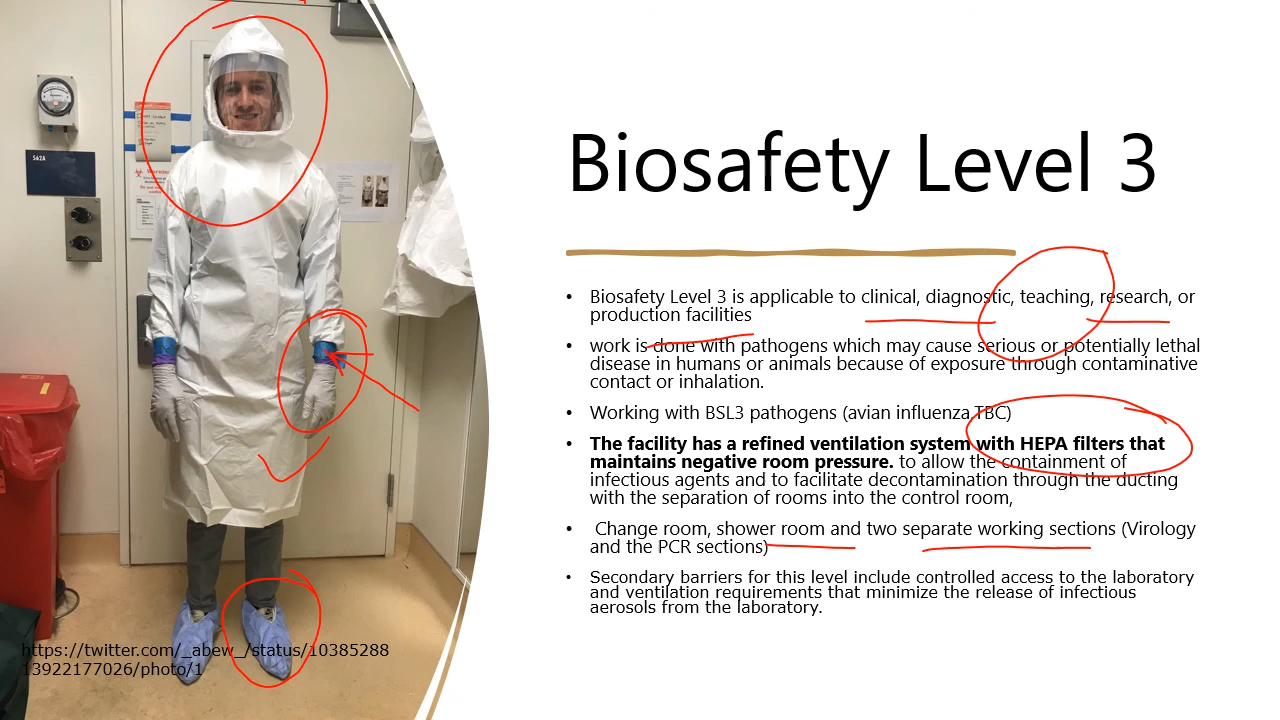 Biosafety Level 3
• Biosafety Level 3 is applicable to clinical, diagnostic, teaching, research, or
production facilities
• work is done with pathogens which may cause serious or potentially lethal
disease in humans or animals because of exposure through contaminative
contact or inhalation.
• Working with BSL3 pathogens (avian influenza,TBC)
• The facility has a refined ventilation system with HEPA filters that
maintains negative room pressure. to allow the containment of
infectious agents and to facilitate decontamination through the ducting
with the separation of rooms into the control room,
• Change room, shower room and two separate working sections (Virology
and the PCR sections)
• Secondary barriers for this level include controlled access to the laboratory
and ventilation requirements that minimize the release of infectious
aerosols from the laboratory.
562A
Warning
https://twitter.com/_abew_/status/10385288
13922177026/photo/1